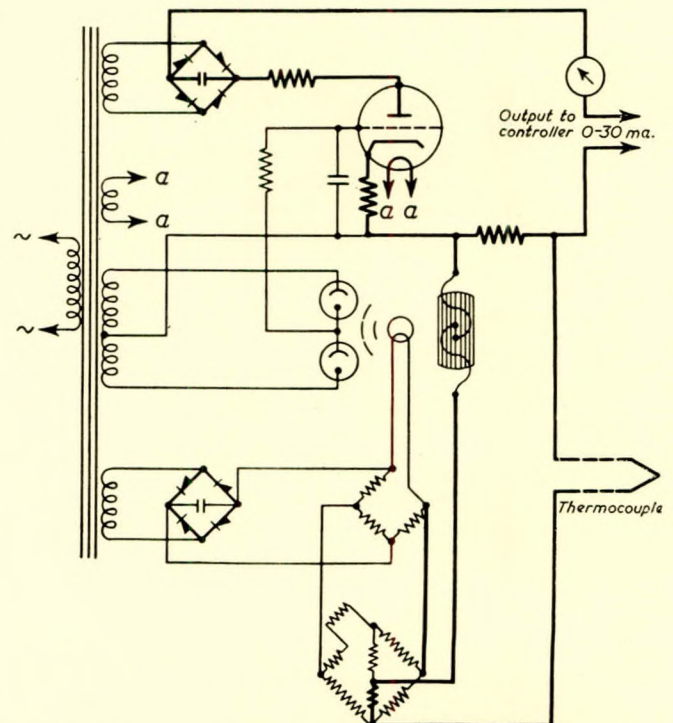 Output to
controller 0-30 ma.
a
a
a a
~
~
Thermocouple